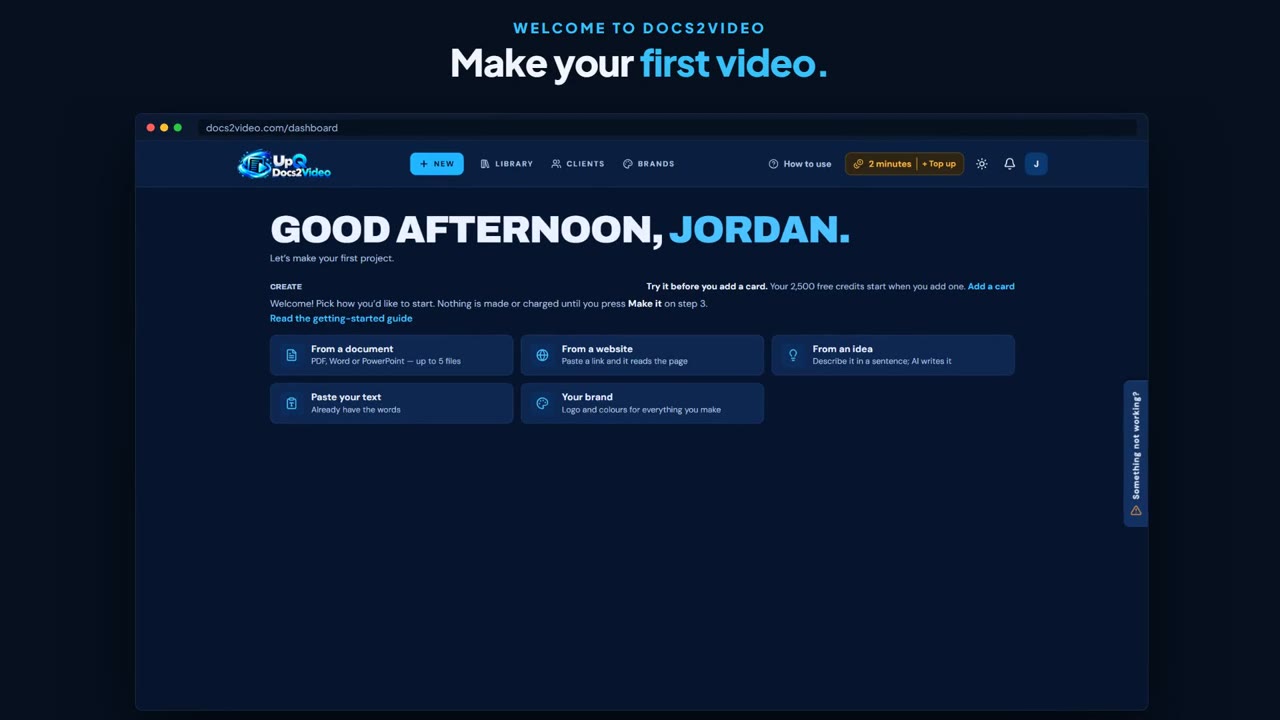 WELCOME TO DOCS2VIDEO
Make your first video.
docs2video.com/dashboard
UpQ
Docs2Video
+ NEW
LIBRARY
CLIENTS
BRANDS
How to use
2 minutes
+ Top up
J
GOOD AFTERNOON, JORDAN.
Let's make your first project.
CREATE
Try it before you add a card. Your 2,500 free credits start when you add one. Add a card
Welcome! Pick how you'd like to start. Nothing is made or charged until you press Make it on step 3.
Read the getting-started guide
From a document
PDF, Word or PowerPoint — up to 5 files
From a website
Paste a link and it reads the page
From an idea
Describe it in a sentence; AI writes it
Paste your text
Already have the words
Your brand
Logo and colours for everything you make
Something not working?